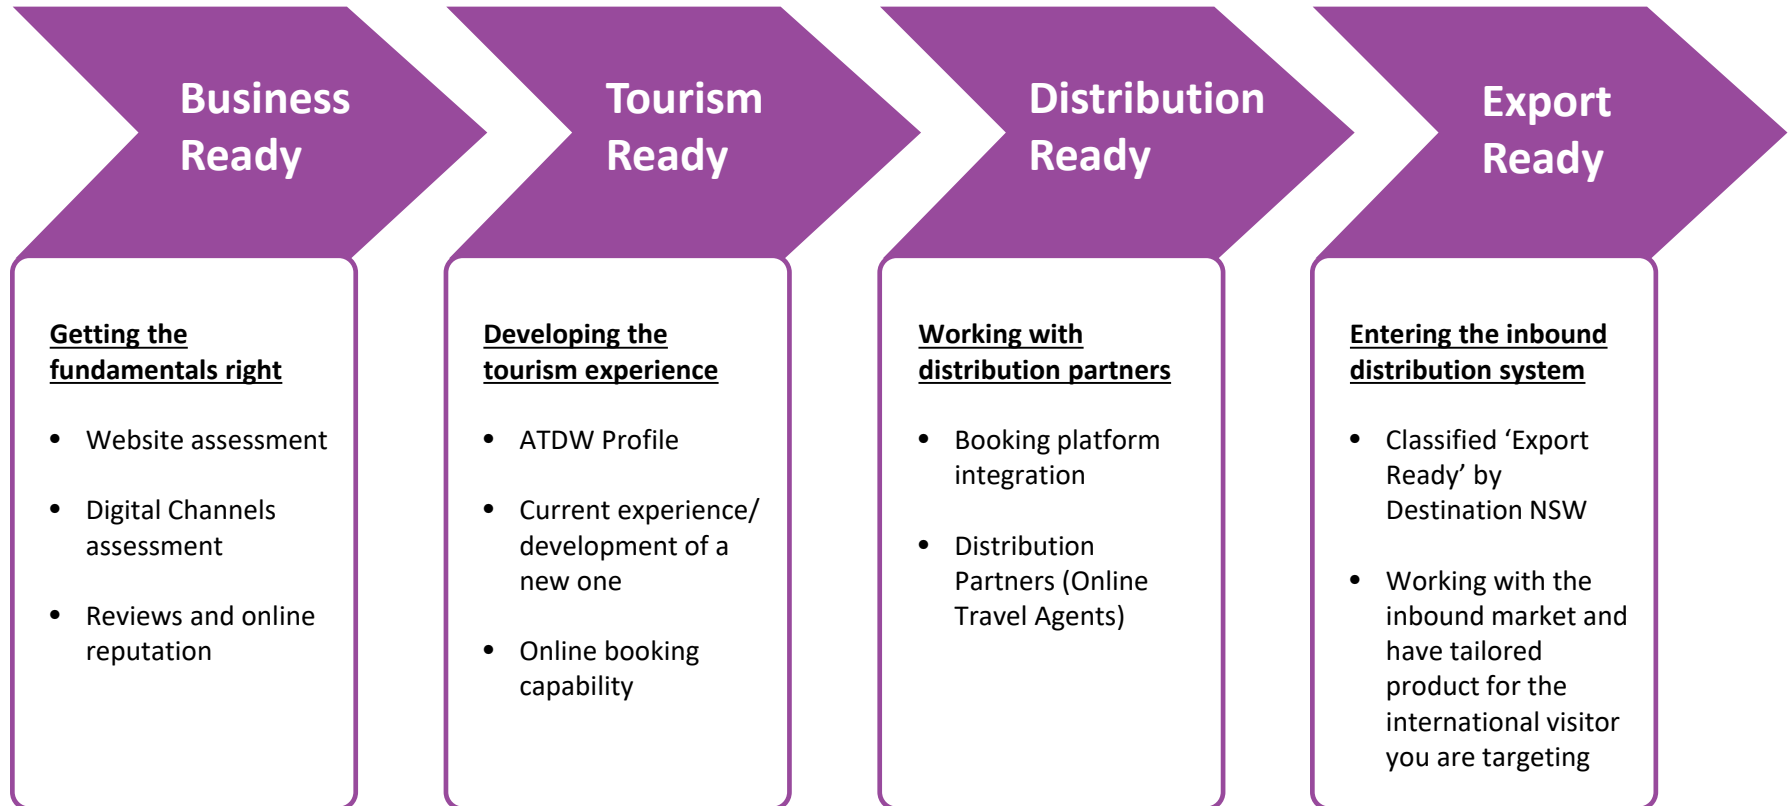 Business
Ready
Tourism
Ready
Distribution
Ready
Export
Ready
Getting the
fundamentals right
• Website assessment
• Digital Channels
assessment
• Reviews and online
reputation
Developing the
tourism experience
• ATDW Profile
• Current experience/
development of a
new one
• Online booking
capability
Working with
distribution partners
• Booking platform
integration
• Distribution
Partners (Online
Travel Agents)
Entering the inbound
distribution system
• Classified ‘Export
Ready’ by
Destination NSW
• Working with the
inbound market and
have tailored
product for the
international visitor
you are targeting